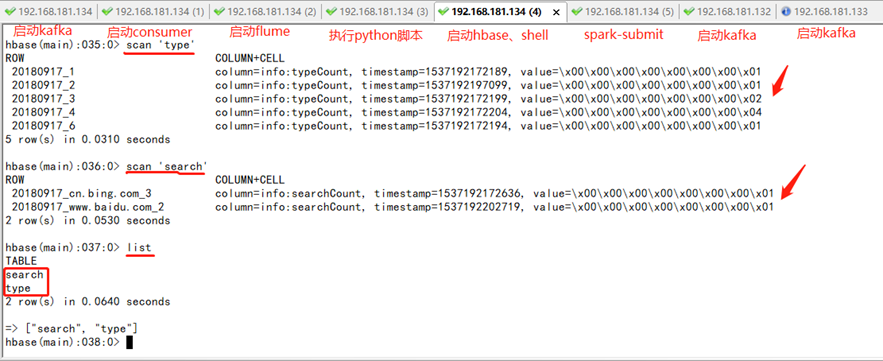 192.168.181.134 192.168.181.134 (1) 192.168.181.134 (2) 192.168.181.134 (3) 192.168.181.134 (4) × 192.168.181.134 (5) 192.168.181.132 192.168.181.133
启动kafka 启动consumer 启动flume 执行python脚本 启动hbase、shell spark-submit 启动kafka 启动kafka
hbase(main):035:0> scan 'type'
ROW COLUMN+CELL
20180917_1 column=info:typeCount, timestamp=1537192172189, value=\x00\x00\x00\x00\x00\x00\x00\x01
20180917_2 column=info:typeCount, timestamp=1537192197099, value=\x00\x00\x00\x00\x00\x00\x00\x01
20180917_3 column=info:typeCount, timestamp=1537192172199, value=\x00\x00\x00\x00\x00\x00\x00\x02
20180917_4 column=info:typeCount, timestamp=1537192172204, value=\x00\x00\x00\x00\x00\x00\x00\x04
20180917_6 column=info:typeCount, timestamp=1537192172194, value=\x00\x00\x00\x00\x00\x00\x00\x01
5 row(s) in 0.0310 seconds
hbase(main):036:0> scan 'search'
ROW COLUMN+CELL
20180917_cn.bing.com_3 column=info:searchCount, timestamp=1537192172636, value=\x00\x00\x00\x00\x00\x00\x00\x01
20180917_www.baidu.com_2 column=info:searchCount, timestamp=1537192202719, value=\x00\x00\x00\x00\x00\x00\x00\x01
2 row(s) in 0.0530 seconds
hbase(main):037:0> list
TABLE
search
type
2 row(s) in 0.0640 seconds
=> ["search", "type"]
hbase(main):038:0>